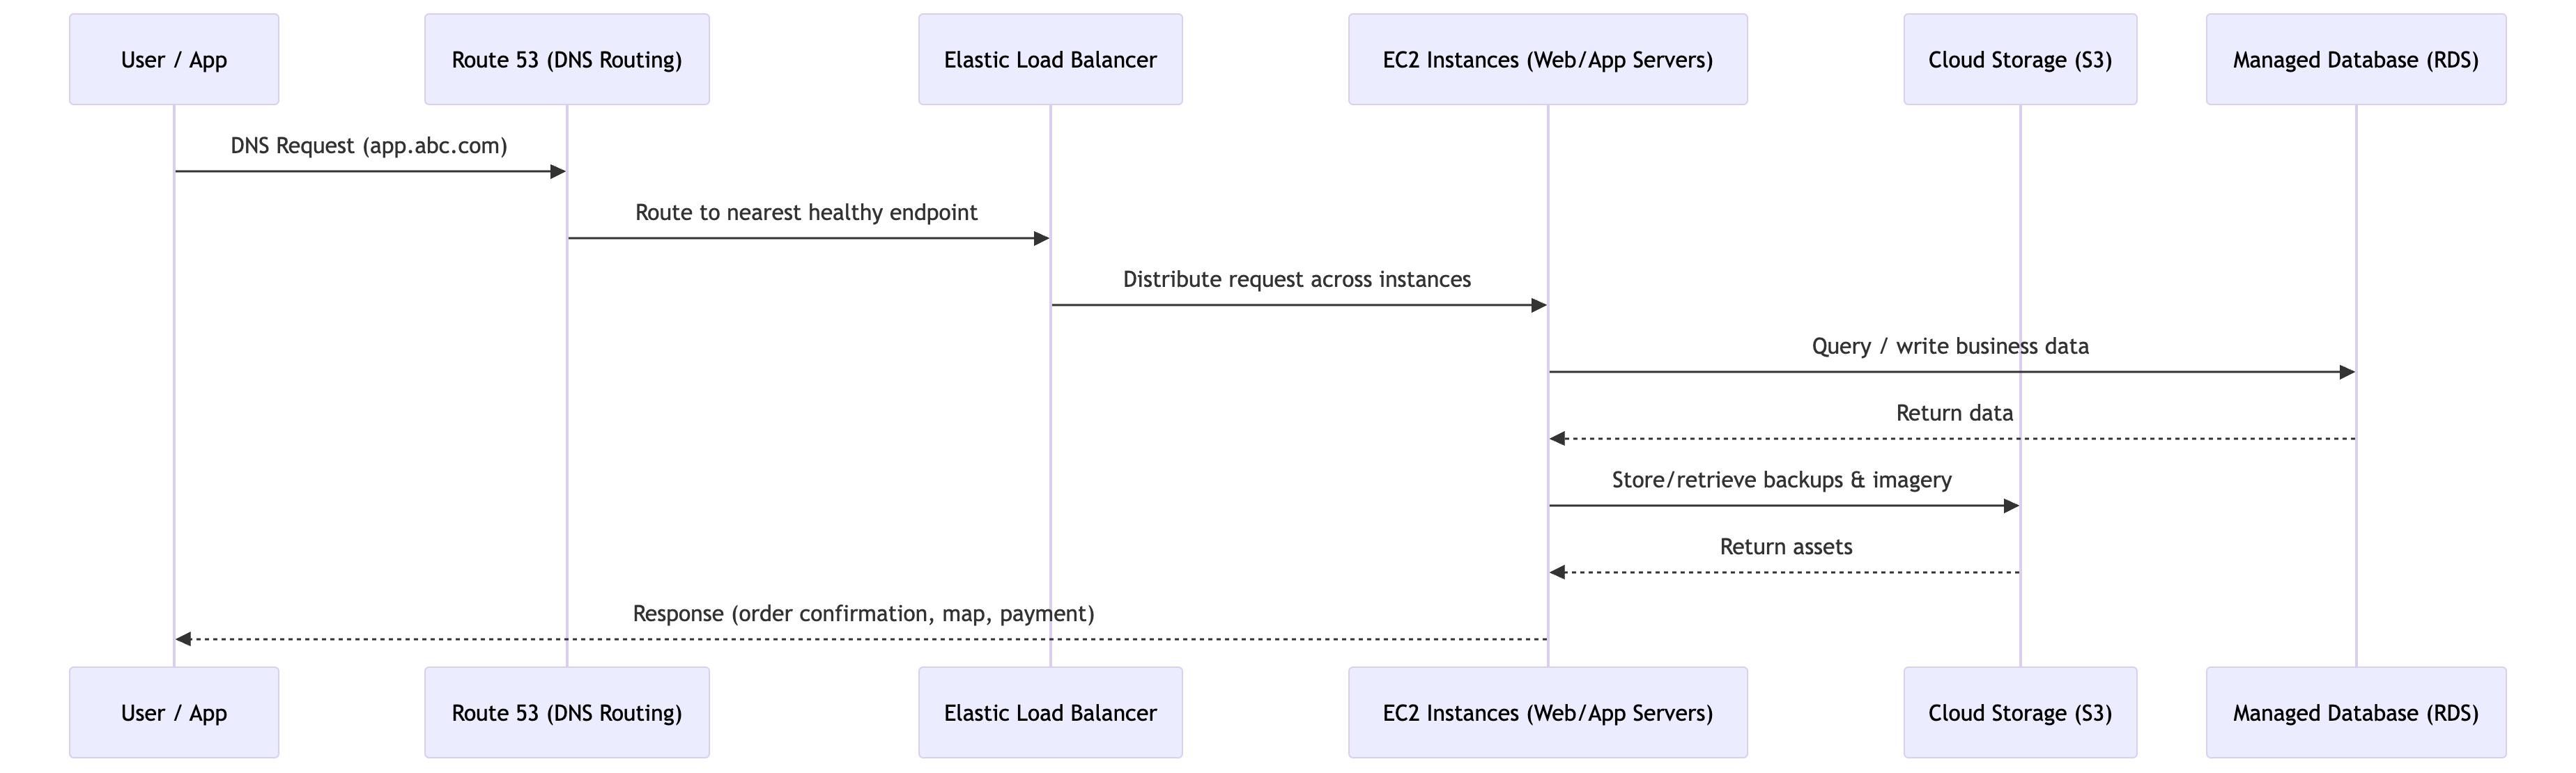 User / App
Route 53 (DNS Routing)
Elastic Load Balancer
EC2 Instances (Web/App Servers)
Cloud Storage (S3)
Managed Database (RDS)
DNS Request (app.abc.com)
Route to nearest healthy endpoint
Distribute request across instances
Query / write business data
Return data
Store/retrieve backups & imagery
Return assets
Response (order confirmation, map, payment)
User / App
Route 53 (DNS Routing)
Elastic Load Balancer
EC2 Instances (Web/App Servers)
Cloud Storage (S3)
Managed Database (RDS)